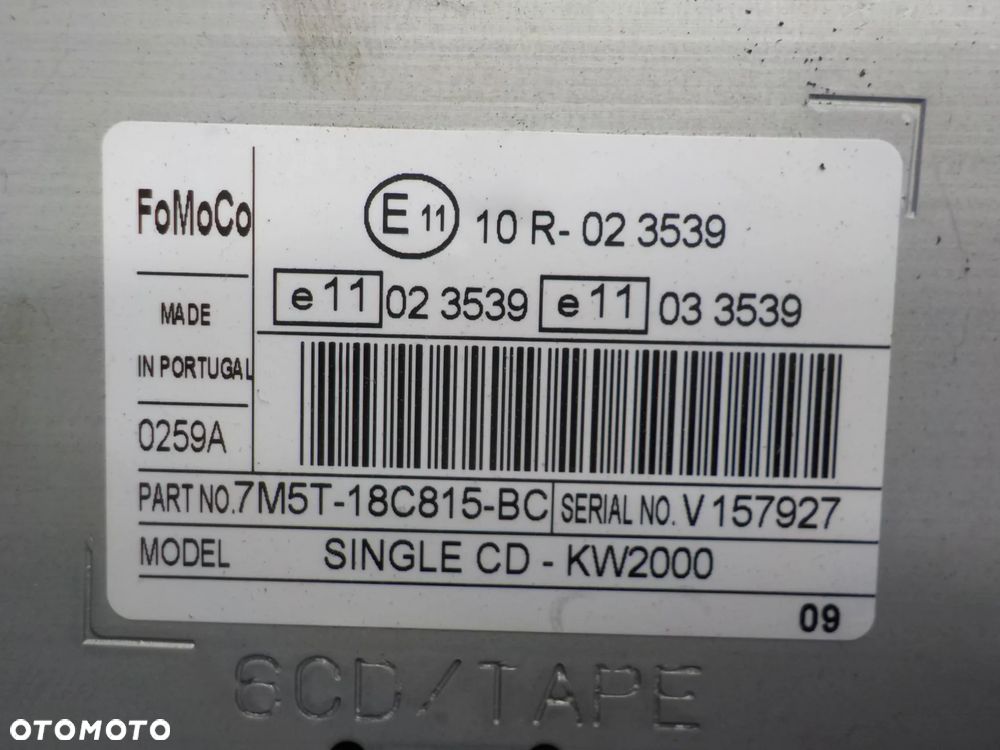 FoMoCo
E 11 10 R- 02 3539
e 11 02 3539 e 11 03 3539
MADE
IN PORTUGAL
0259A
PART NO. 7M5T-18C815-BC SERIAL NO. V 157927
MODEL SINGLE CD - KW2000
09
6CD/TAPE
OTOMOTO